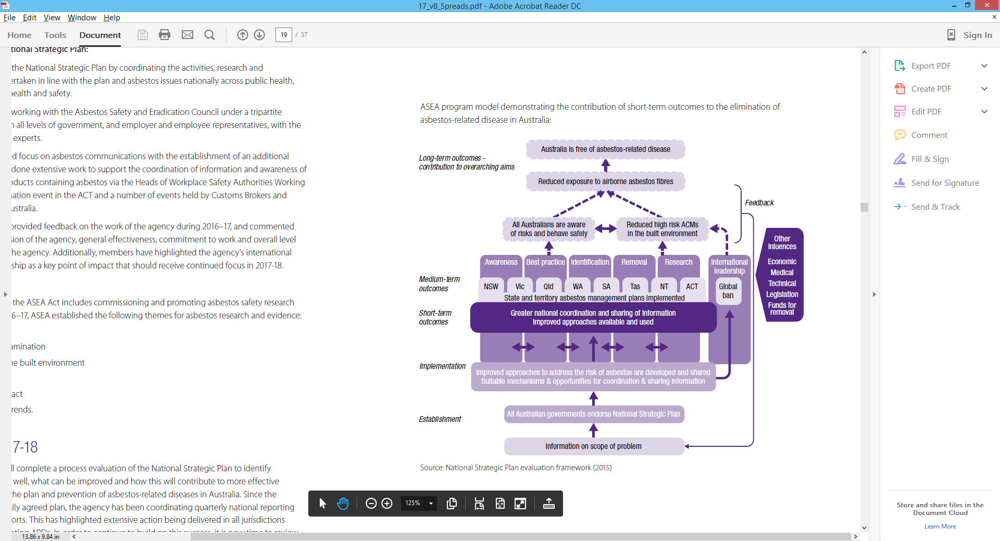 17_v8_Spreads.pdf - Adobe Acrobat Reader DC
File Edit View Window Help
Home Tools Document 19 / 57 Sign In
tional Strategic Plan:
the National Strategic Plan by coordinating the activities, research and
ertaken in line with the plan and asbestos issues nationally across public health,
health and safety.
working with the Asbestos Safety and Eradication Council under a tripartite
all levels of government, and employer and employee representatives, with the
experts.
d focus on asbestos communications with the establishment of an additional
done extensive work to support the coordination of information and awareness of
oducts containing asbestos via the Heads of Workplace Safety Authorities Working
nation event in the ACT and a number of events held by Customs Brokers and
ustralia.
provided feedback on the work of the agency during 2016–17, and commented
sion of the agency, general effectiveness, commitment to work and overall level
he agency. Additionally, members have highlighted the agency's international
ship as a key point of impact that should receive continued focus in 2017-18.
the ASEA Act includes commissioning and promoting asbestos safety research
6–17, ASEA established the following themes for asbestos research and evidence:
amination
ne built environment
act
rends.
7-18
ll complete a process evaluation of the National Strategic Plan to identify
well, what can be improved and how this will contribute to more effective
the plan and prevention of asbestos-related diseases in Australia. Since the
lly agreed plan, the agency has been coordinating quarterly national reporting
orts. This has highlighted extensive action being delivered in all jurisdictions
ASEA program model demonstrating the contribution of short-term outcomes to the elimination of
asbestos-related disease in Australia:
Long-term outcomes -
contribution to overarching aims
Australia is free of asbestos-related disease
Reduced exposure to airborne asbestos fibres
Feedback
All Australians are aware
of risks and behave safely
Reduced high risk ACMs
in the built environment
Other
Infuences
Economic
Medical
Technical
Legislation
Funds for
removal
Awareness Best practice Identification Removal Research International
leadership
Medium-term
outcomes
NSW Vic Qld WA SA Tas NT ACT Global
ban
State and territory asbestos management plans implemented
Short-term
outcomes
Greater national coordination and sharing of information
Improved approaches available and used
Implementation
Improved approaches to address the risk of asbestos are developed and shared
Suitable mechanisms & opportunities for coordination & sharing information
Establishment
All Australian governments endorse National Strategic Plan
Information on scope of problem
Source: National Strategic Plan evaluation framework (2015)
125%
13.86 x 9.84 in
Export PDF
Create PDF
Edit PDF
Comment
Fill & Sign
Send for Signature
Send & Track
Store and share files in the
Document Cloud
Learn More